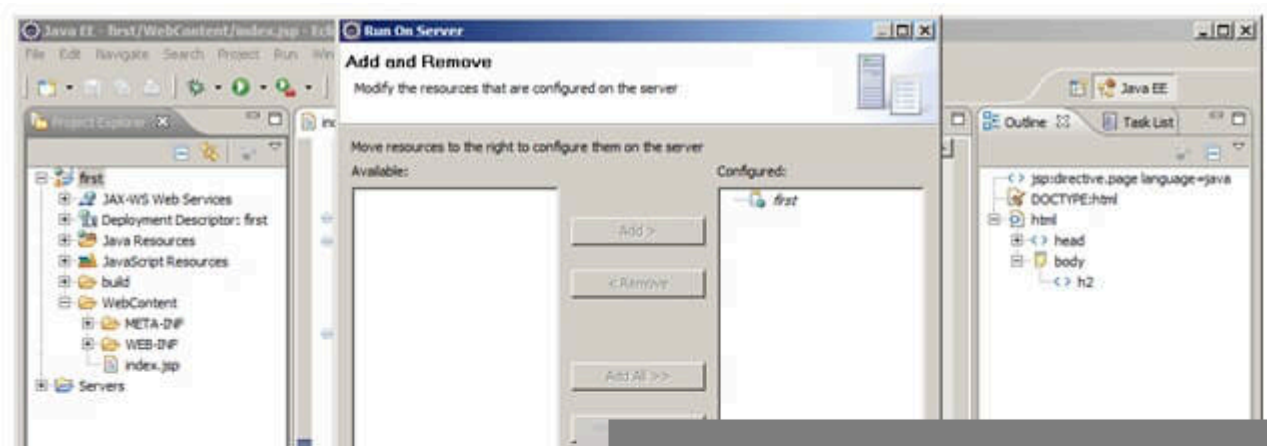 Java EE - first/WebContent/index.jsp - Ecli
File Edit Navigate Search Project Run Win
Project Explorer
first
JAX-WS Web Services
Deployment Descriptor: first
Java Resources
JavaScript Resources
build
WebContent
META-INF
WEB-INF
index.jsp
Servers
Run On Server
Add and Remove
Modify the resources that are configured on the server
Move resources to the right to configure them on the server
Available:
Configured:
first
Add >
< Remove
Add All >>
Java EE
Outline
Task List
jsp:directive.page language=java
DOCTYPE:html
html
head
body
h2